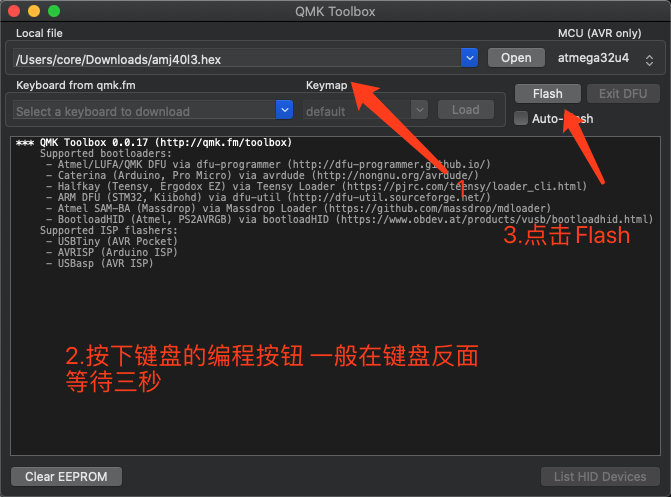 QMK Toolbox
Local file
MCU (AVR only)
/Users/core/Downloads/amj40l3.hex
Open
atmega32u4
Keyboard from qmk.fm
Keymap
Flash
Exit DFU
Select a keyboard to download
default
Load
*** QMK Toolbox 0.0.17 (http://qmk.fm/toolbox)
Supported bootloaders:
- Atmel/LUFA/QMK DFU via dfu-programmer (http://dfu-programmer.github.io/)
- Caterina (Arduino, Pro Micro) via avrdude (http://nongnu.org/avrdude/)
- Halfkay (Teensy, Ergodox EZ) via Teensy Loader (https://pjrc.com/teensy/loader_cli.html)
- ARM DFU (STM32, Kiibohd) via dfu-util (http://dfu-util.sourceforge.net/)
- Atmel SAM-BA (Massdrop) via Massdrop Loader (https://github.com/massdrop/mdloader)
- BootloadHID (Atmel, PS2AVRGB) via bootloadHID (https://www.obdev.at/products/vusb/bootloadhid.html)
Supported ISP flashers:
- USBTiny (AVR Pocket)
- AVRISP (Arduino ISP)
- USBasp (AVR ISP)
1
3.点击Flash
2.按下键盘的编程按钮 一般在键盘反面
等待三秒
Clear EEPROM
List HID Devices